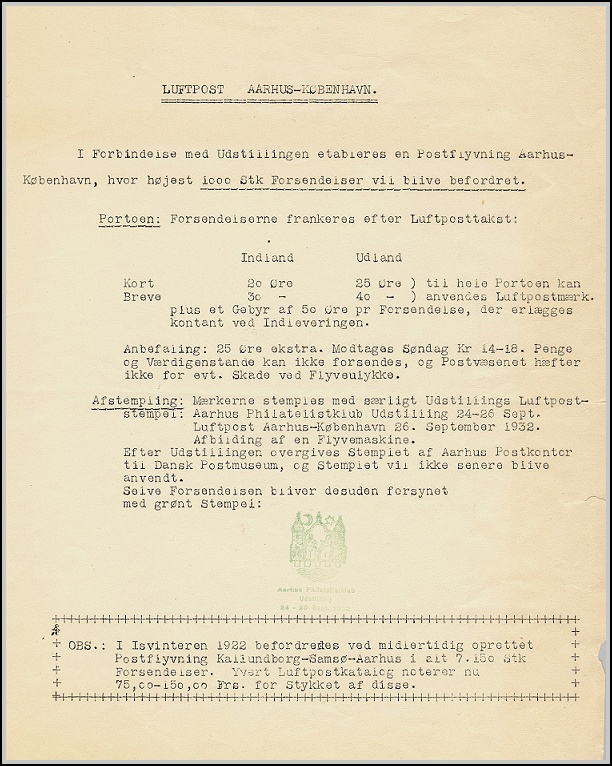 LUFTPOST AARHUS-KØBENHAVN.
I Forbindelse med Udstillingen etableres en Postflyvning Aarhus-
København, hvor højest 1000 Stk Forsendelser vil blive befordret.
Portoen: Forsendelserne frankeres efter Luftposttakst:
Indland Udland
Kort 20 Øre 25 Øre ) til hele Portoen kan
Breve 30 - 40 - ) anvendes Luftpostmærk.
plus et Gebyr af 50 Øre pr Forsendelse, der erlægges
kontant ved Indleveringen.
Anbefaling: 25 Øre ekstra. Modtages Søndag Kr 14-18. Penge
og Værdigenstande kan ikke forsendes, og Postvæsenet hæfter
ikke for evt. Skade ved Flyveulykke.
Afstempling: Mærkerne stemples med særligt Udstillings Luftpost-
stempel: Aarhus Philatelistklub Udstilling 24-26 Sept.
Luftpost Aarhus-København 26. September 1932.
Afbilding af en Flyvemaskine.
Efter Udstillingen overgives Stemplet af Aarhus Postkontor
til Dansk Postmuseum, og Stemplet vil ikke senere blive
anvendt.
Selve Forsendelsen bliver desuden forsynet
med grønt Stempel:
Aarhus Philatelistklub
Udstilling
24 - 26 Sept. 1932
OBS.: I Isvinteren 1922 befordredes ved midlertidig oprettet
Postflyvning Kallundborg-Samsø-Aarhus i alt 7.150 Stk
Forsendelser. Yvert Luftpostkatalog noterer nu
75,00-150,00 Frs. for Stykket af disse.